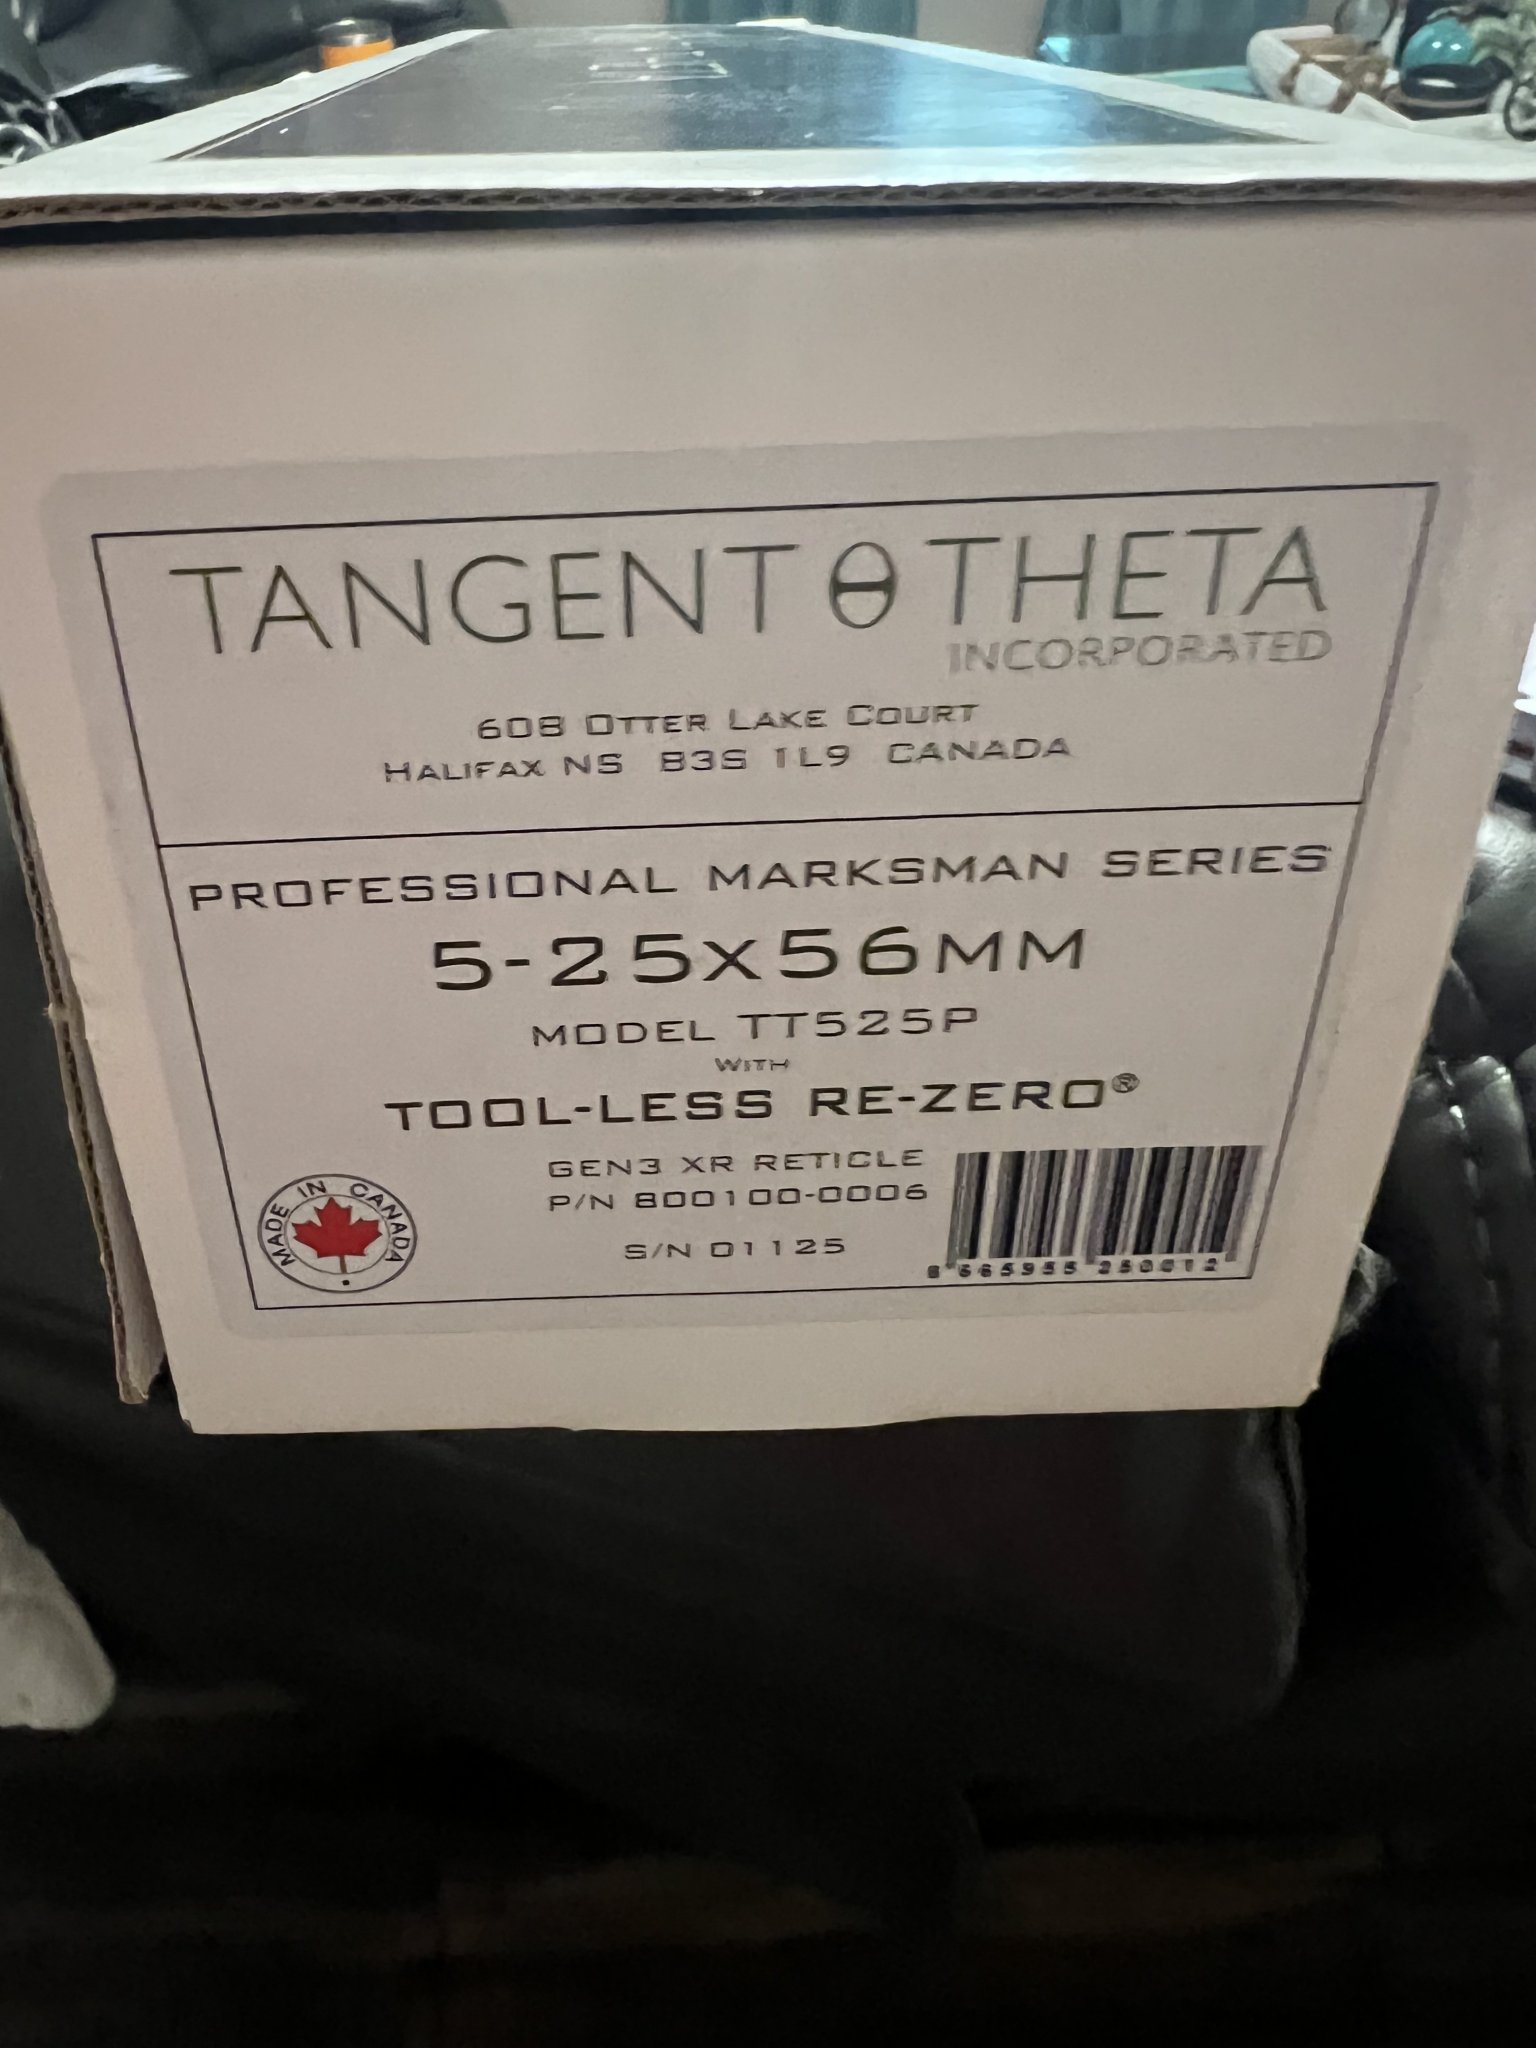 TANGENT θ THETA
INCORPORATED
608 OTTER LAKE COURT
HALIFAX NS B3S 1L9 CANADA
PROFESSIONAL MARKSMAN SERIES
5-25X56MM
MODEL TT525P
WITH
TOOL-LESS RE-ZERO®
GEN3 XR RETICLE
P/N 800100-0006
S/N 01125
MADE IN CANADA